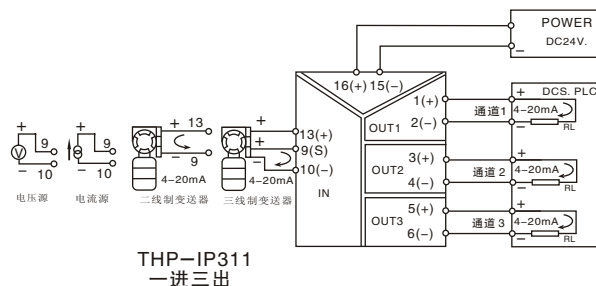 POWER
DC24V.
+
−
16(+) 15(−)
DCS. PLC
1(+)
通道1
+
4−20mA
2(−)
−
RL
OUT1
3(+)
通道 2
+
4−20mA
4(−)
−
RL
OUT2
5(+)
通道 3
+
4−20mA
6(−)
−
RL
OUT3
IN
13(+)
9(S)
10(−)
+
9
V
−
10
电压源
+
9
−
10
电流源
+
13
−
9
4−20mA
二线制变送器
+
+
−
4−20mA
三线制变送器
THP−IP311
一进三出